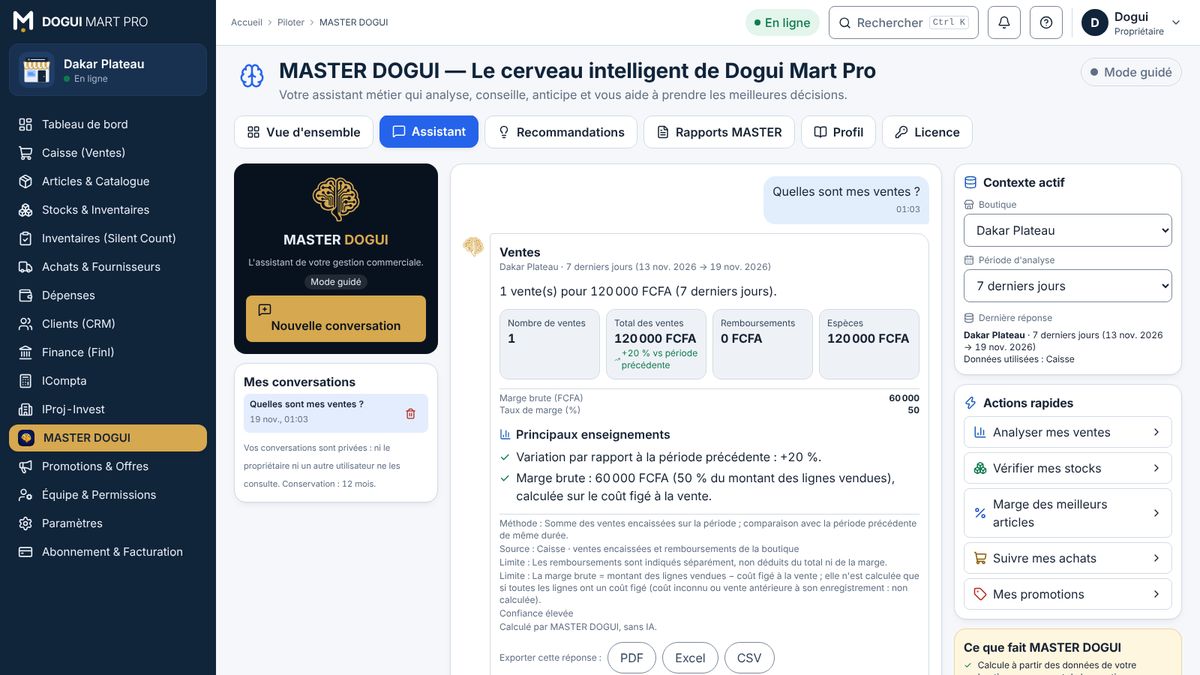 DOGUI MART PRO
Dakar Plateau
En ligne
Tableau de bord
Caisse (Ventes)
Articles & Catalogue
Stocks & Inventaires
Inventaires (Silent Count)
Achats & Fournisseurs
Dépenses
Clients (CRM)
Finance (FinI)
ICompta
IProj-Invest
MASTER DOGUI
Promotions & Offres
Équipe & Permissions
Paramètres
Abonnement & Facturation
Accueil > Piloter > MASTER DOGUI
En ligne
Rechercher Ctrl K
D
Dogui
Propriétaire
MASTER DOGUI — Le cerveau intelligent de Dogui Mart Pro
Votre assistant métier qui analyse, conseille, anticipe et vous aide à prendre les meilleures décisions.
Mode guidé
Vue d'ensemble
Assistant
Recommandations
Rapports MASTER
Profil
Licence
MASTER DOGUI
L'assistant de votre gestion commerciale.
Mode guidé
Nouvelle conversation
Mes conversations
Quelles sont mes ventes ?
19 nov., 01:03
Vos conversations sont privées : ni le
propriétaire ni un autre utilisateur ne les
consulte. Conservation : 12 mois.
Quelles sont mes ventes ?
01:03
Ventes
Dakar Plateau · 7 derniers jours (13 nov. 2026 → 19 nov. 2026)
1 vente(s) pour 120 000 FCFA (7 derniers jours).
Nombre de ventes
1
Total des ventes
120 000 FCFA
+20 % vs période
précédente
Remboursements
0 FCFA
Espèces
120 000 FCFA
Marge brute (FCFA) 60 000
Taux de marge (%) 50
Principaux enseignements
Variation par rapport à la période précédente : +20 %.
Marge brute : 60 000 FCFA (50 % du montant des lignes vendues),
calculée sur le coût figé à la vente.
Méthode : Somme des ventes encaissées sur la période ; comparaison avec la période précédente
de même durée.
Source : Caisse · ventes encaissées et remboursements de la boutique
Limite : Les remboursements sont indiqués séparément, non déduits du total ni de la marge.
Limite : La marge brute = montant des lignes vendues − coût figé à la vente ; elle n'est calculée que
si toutes les lignes ont un coût figé (coût inconnu ou vente antérieure à son enregistrement : non
calculée).
Confiance élevée
Calculé par MASTER DOGUI, sans IA.
Exporter cette réponse : PDF Excel CSV
Contexte actif
Boutique
Dakar Plateau
Période d'analyse
7 derniers jours
Dernière réponse
Dakar Plateau · 7 derniers jours (13 nov. 2026
→ 19 nov. 2026)
Données utilisées : Caisse
Actions rapides
Analyser mes ventes
Vérifier mes stocks
Marge des meilleurs
articles
Suivre mes achats
Mes promotions
Ce que fait MASTER DOGUI
Calcule à partir des données de votre